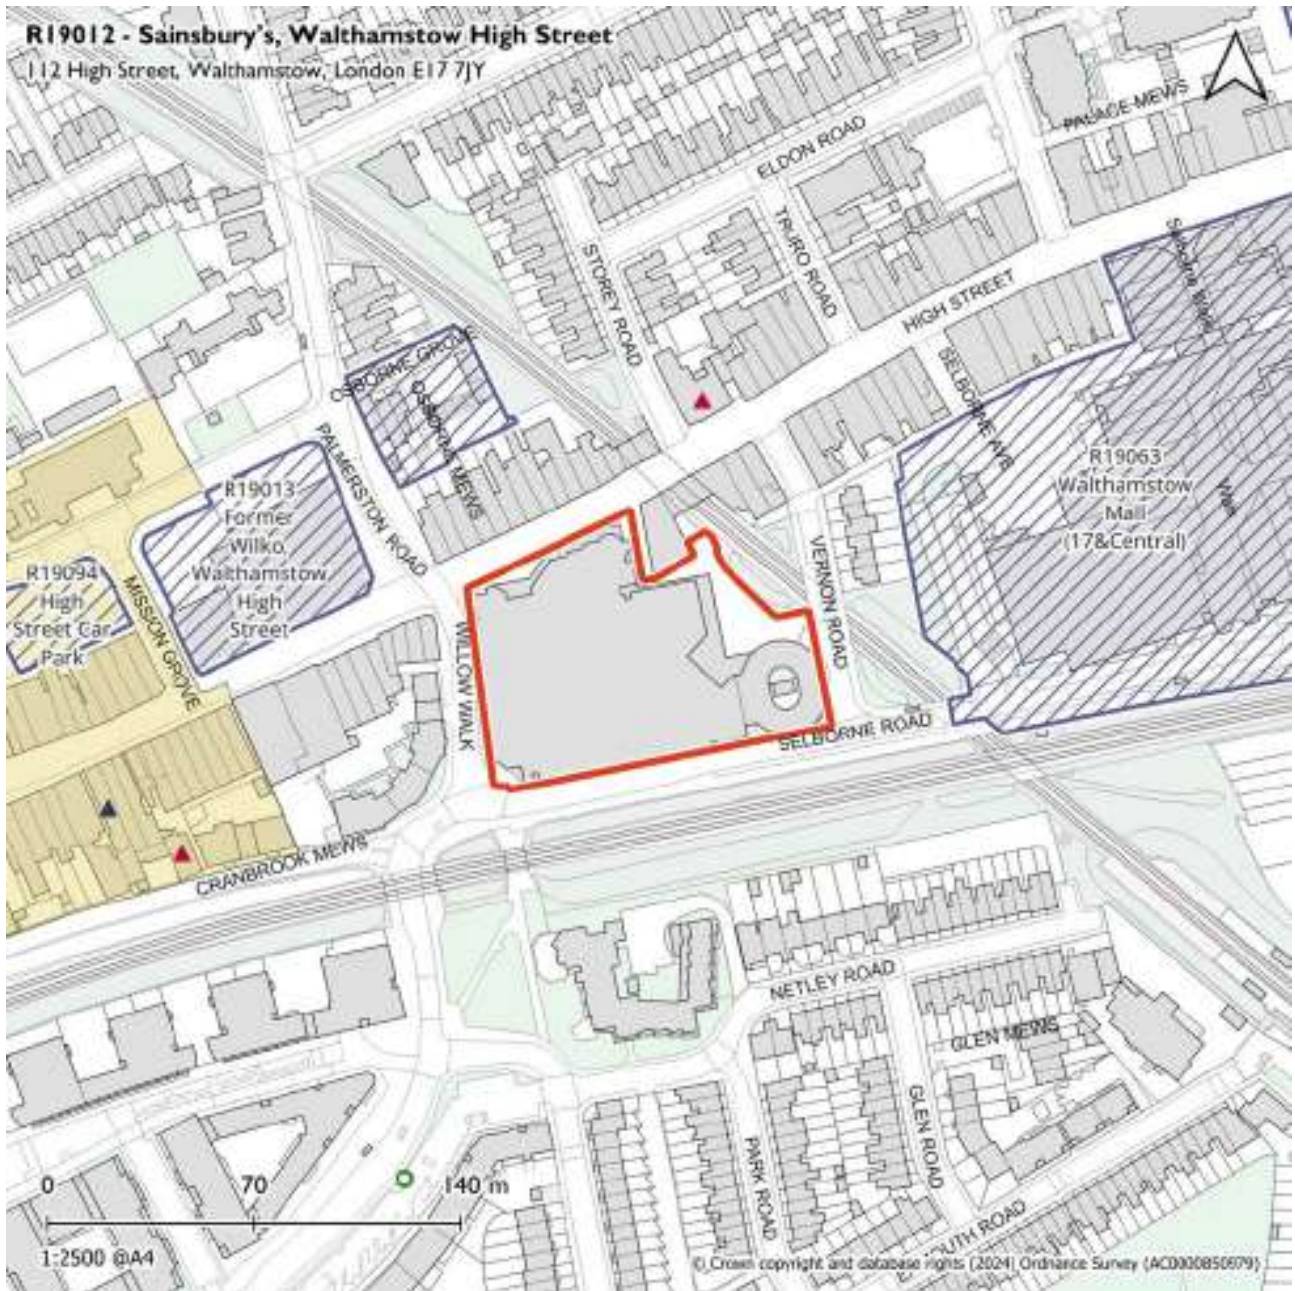 R19012 - Sainsbury's, Walthamstow High Street
112 High Street, Walthamstow, London E17 7JY
PALACE MEWS
ELDON ROAD
TRURO ROAD
STOREY ROAD
HIGH STREET
SELBORNE AVE
OSBORNE GROVE
OSBORNE MEWS
PALMERSTON ROAD
R19013
Former
Wilko,
Walthamstow
High
Street
R19094
High
Street Car
Park
MISSION GROVE
WILLOW WALK
VERNON ROAD
SELBORNE ROAD
R19063
Walthamstow
Mall
(17&Central)
CRANBROOK MEWS
NETLEY ROAD
GLEN MEWS
GLEN ROAD
PARK ROAD
OUTH ROAD
0 70 140 m
1:2500 @A4
© Crown copyright and database rights (2024) Ordnance Survey (AC0000850979)